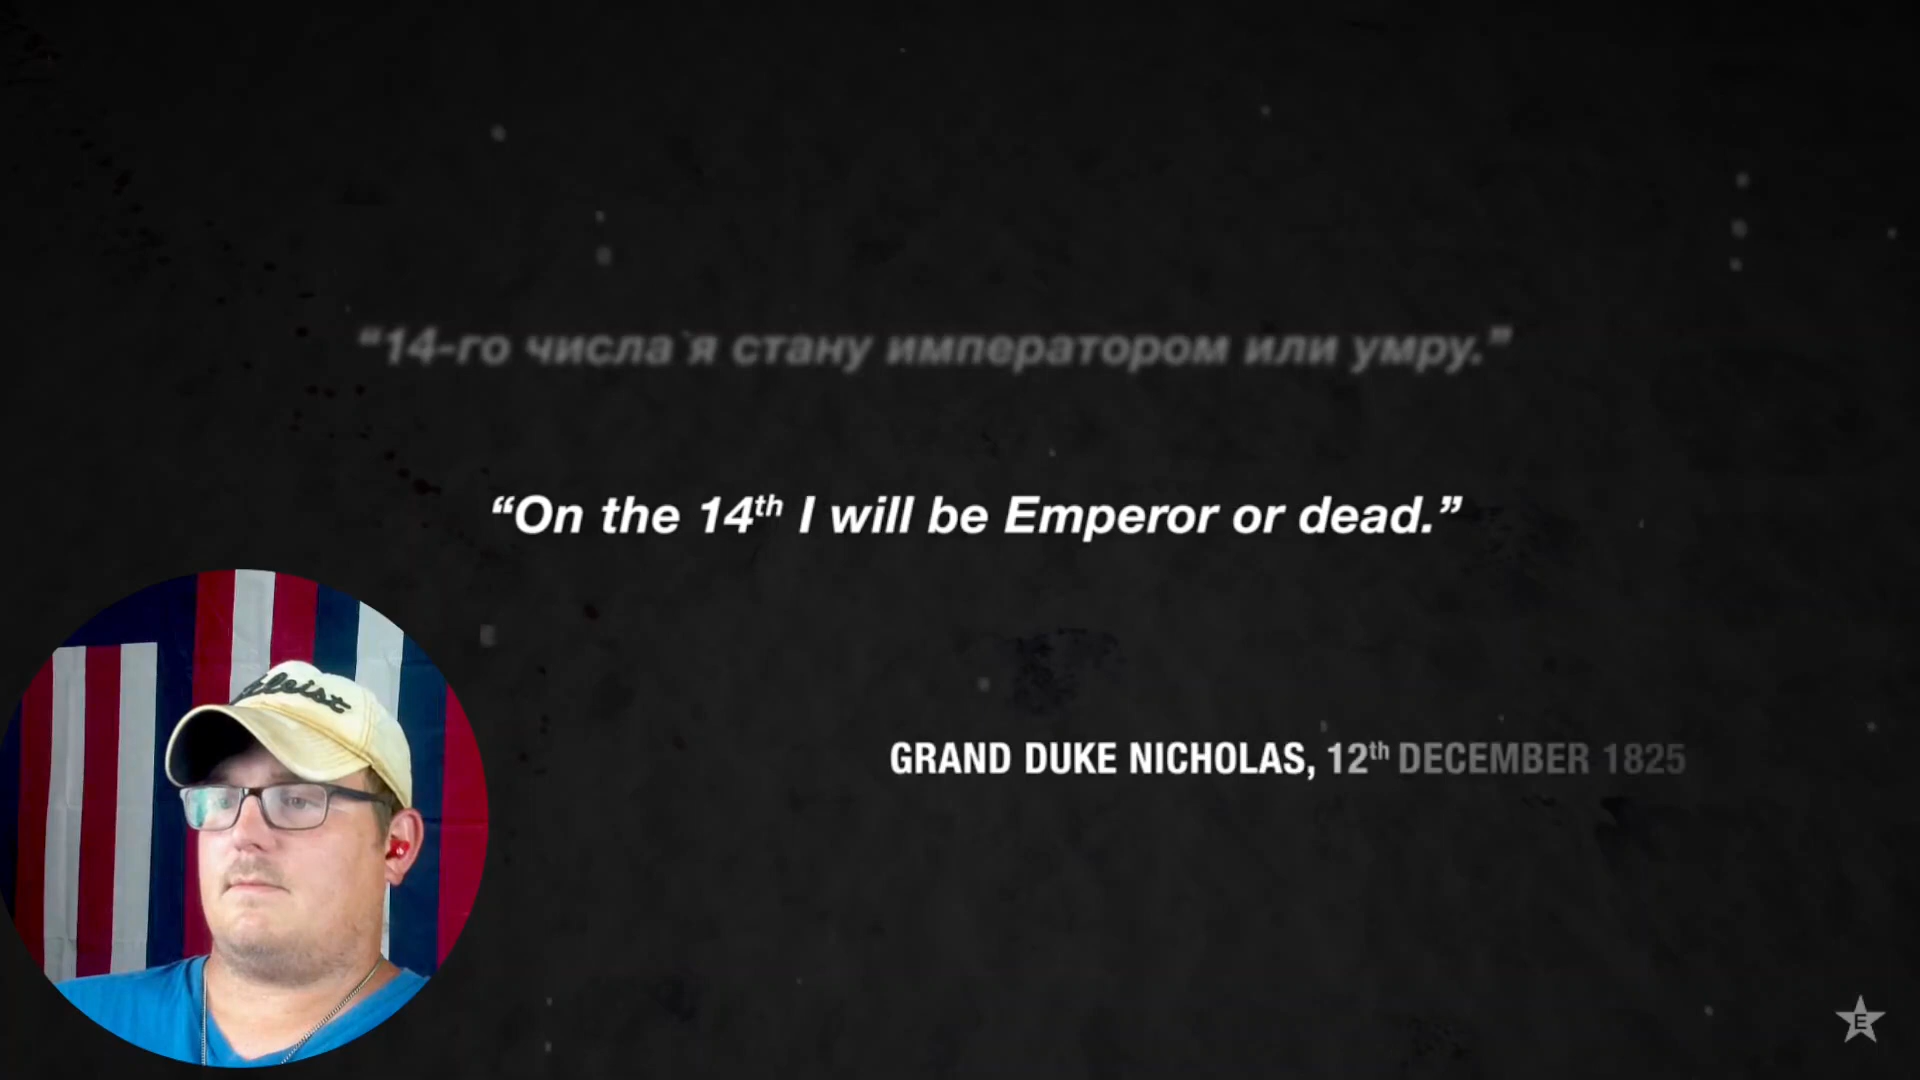 “14-го числа я стану императором или умру.”
“On the 14th I will be Emperor or dead.”
GRAND DUKE NICHOLAS, 12th DECEMBER 1825
Titleist
E